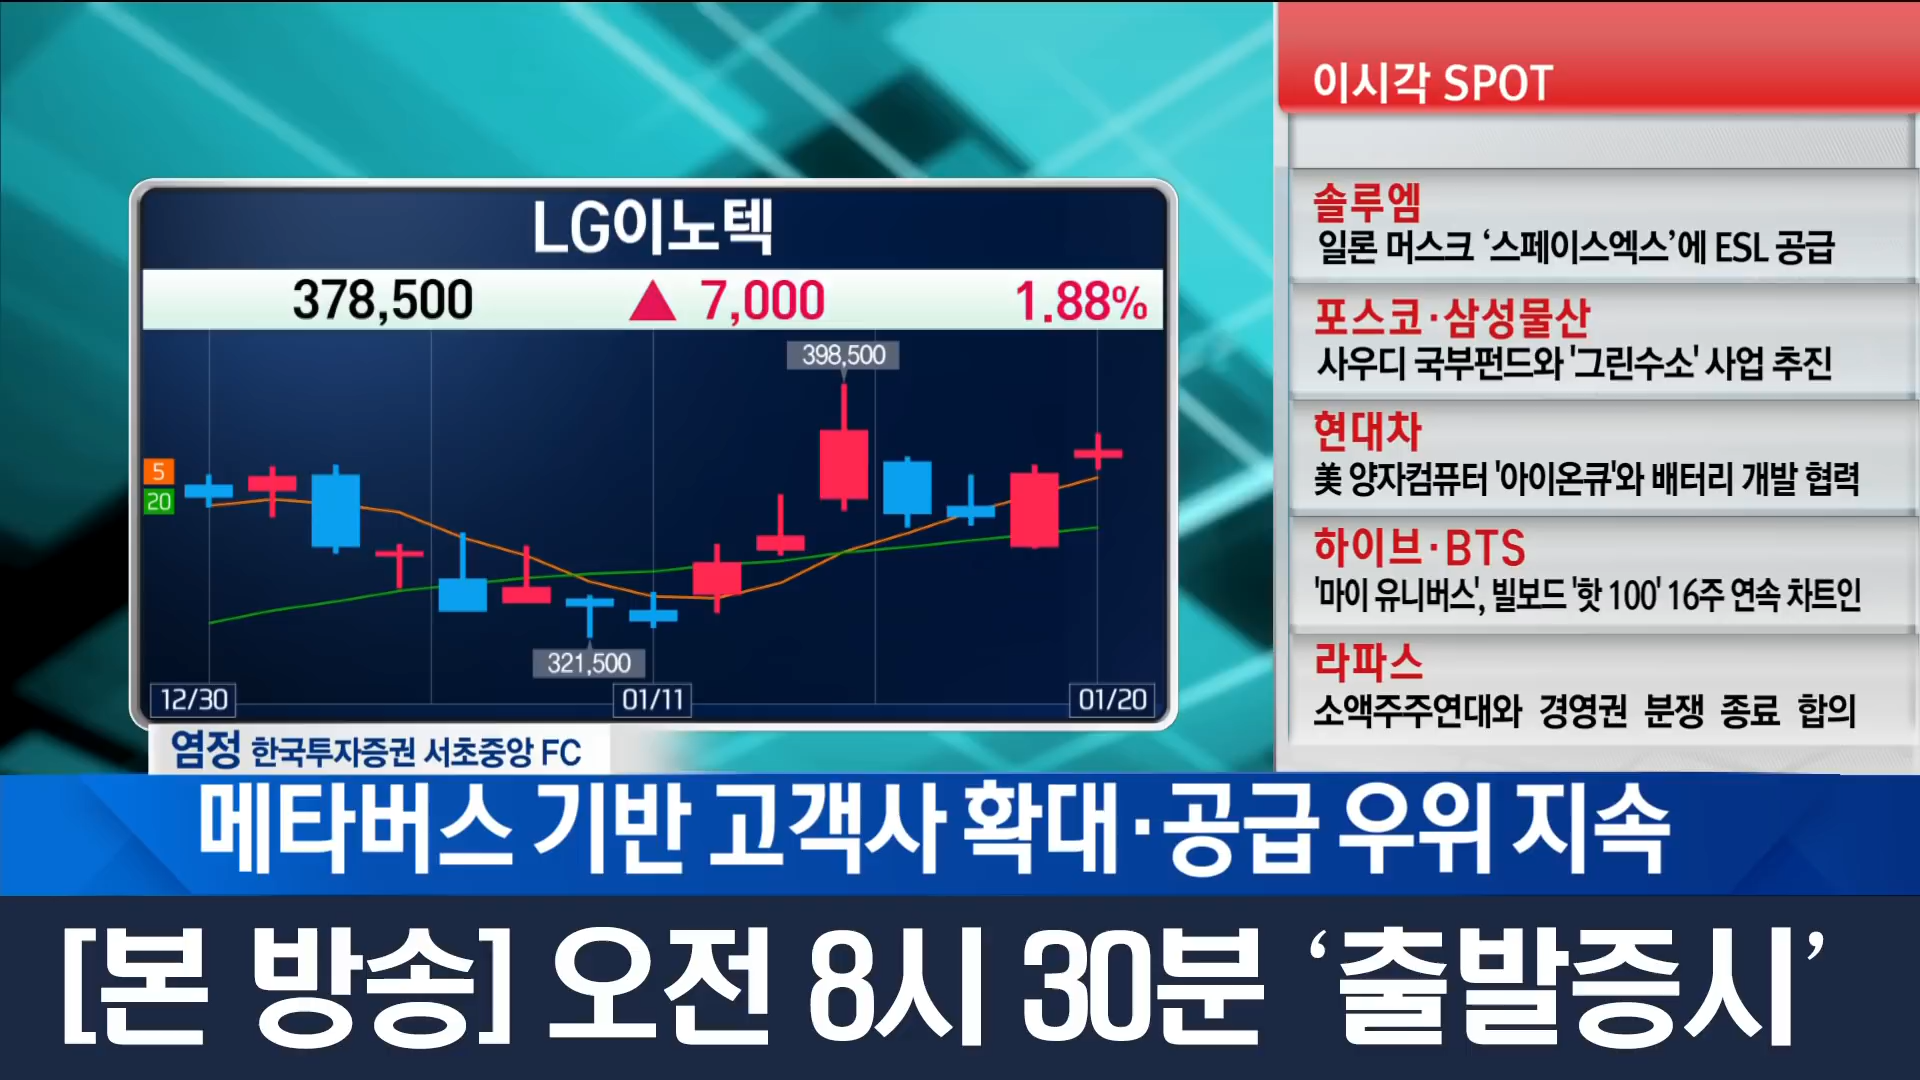 LG이노텍
378,500 ▲ 7,000 1.88%
398,500
5
20
321,500
12/30 01/11 01/20
염정 한국투자증권 서초중앙 FC
이시각 SPOT
솔루엠
일론 머스크 ‘스페이스엑스’에 ESL 공급
포스코·삼성물산
사우디 국부펀드와 '그린수소' 사업 추진
현대차
美 양자컴퓨터 '아이온큐'와 배터리 개발 협력
하이브·BTS
'마이 유니버스', 빌보드 '핫 100' 16주 연속 차트인
라파스
소액주주연대와 경영권 분쟁 종료 합의
메타버스 기반 고객사 확대·공급 우위 지속
[본 방송] 오전 8시 30분 ‘출발증시’